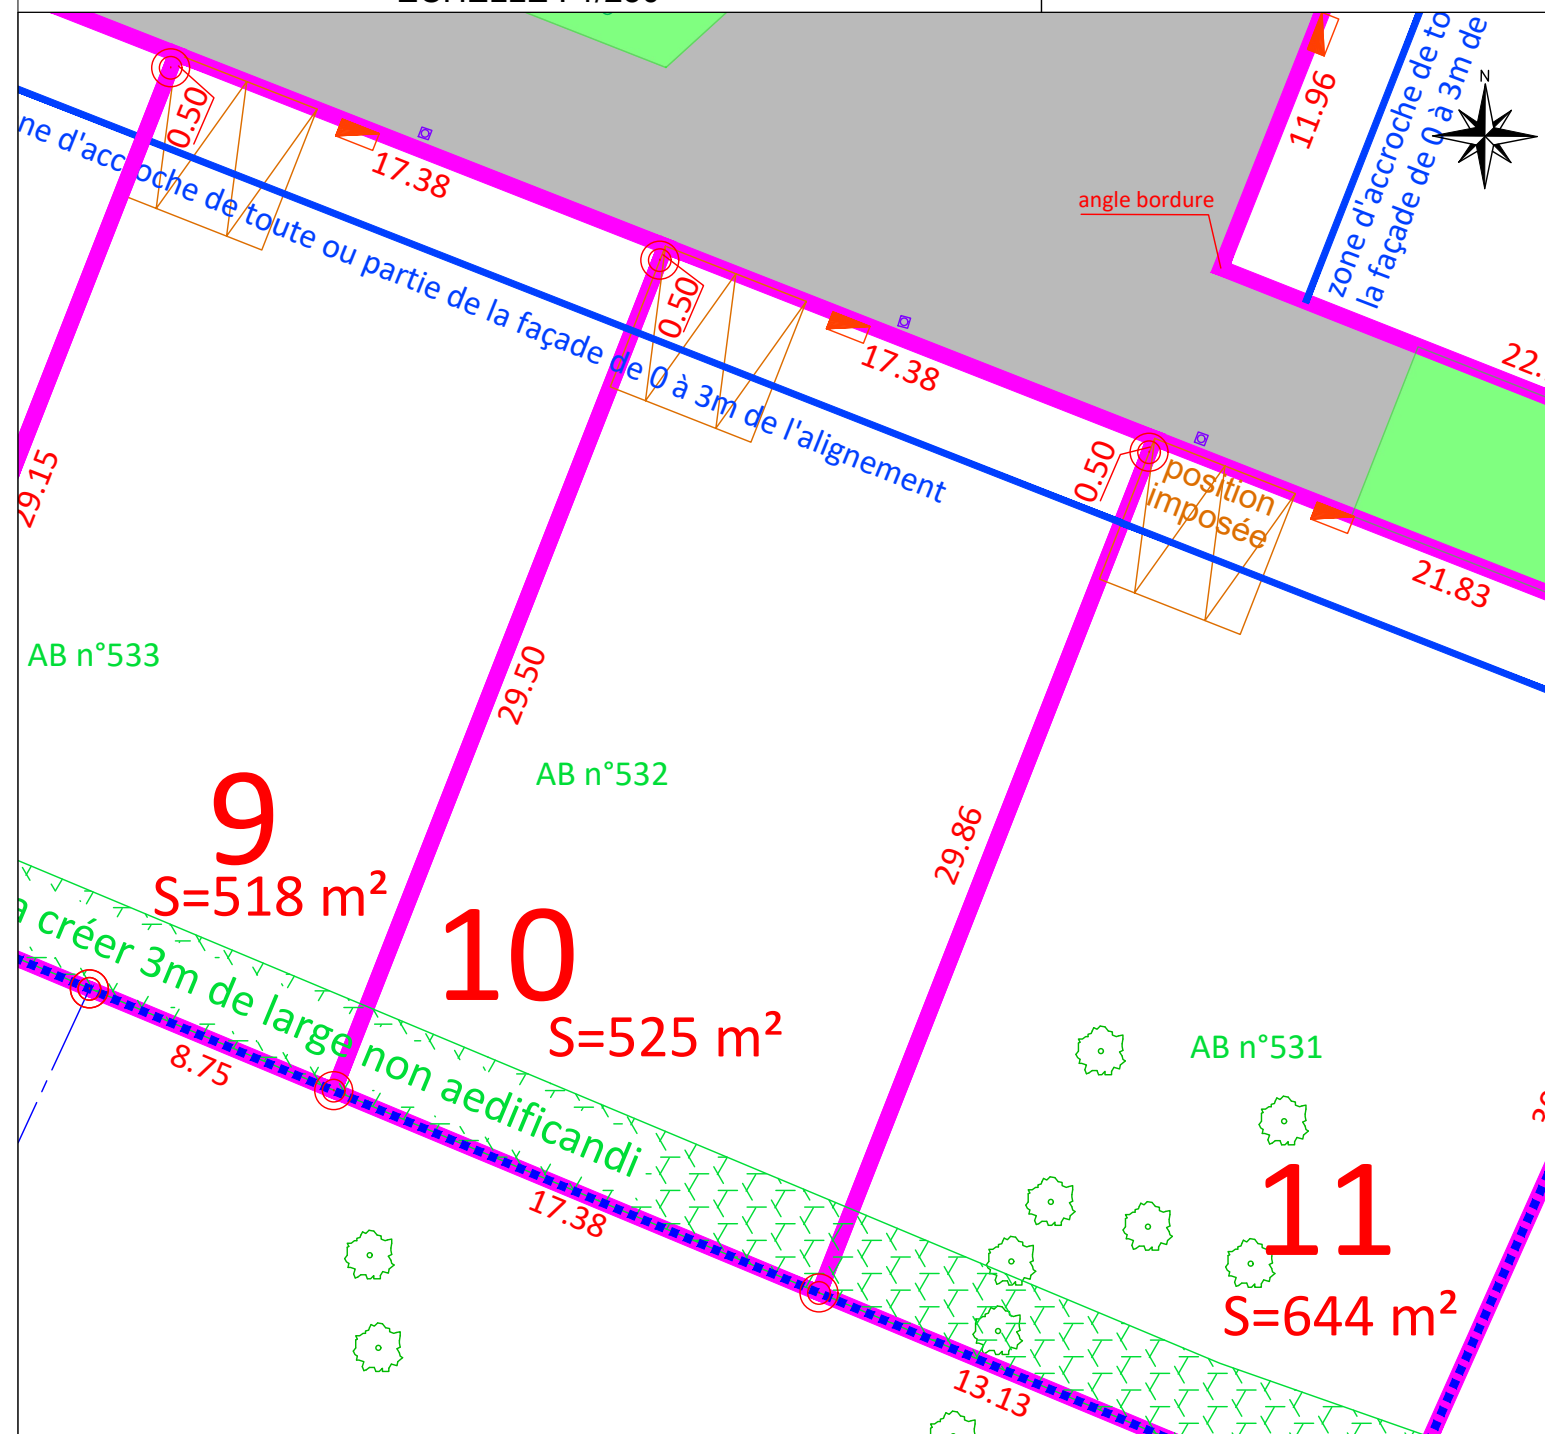 0.50
17.38
11.96
N
zone d'accroche de to
la façade de 0 à 3m de
angle bordure
ne d'accroche de toute ou partie de la façade de 0 à 3m de l'alignement
0.50
17.38
22.
0.50
position
imposée
21.83
29.15
AB n°533
29.50
AB n°532
29.86
9
S=518 m²
10
S=525 m²
à créer 3m de large non aedificandi
8.75
17.38
AB n°531
11
S=644 m²
13.13